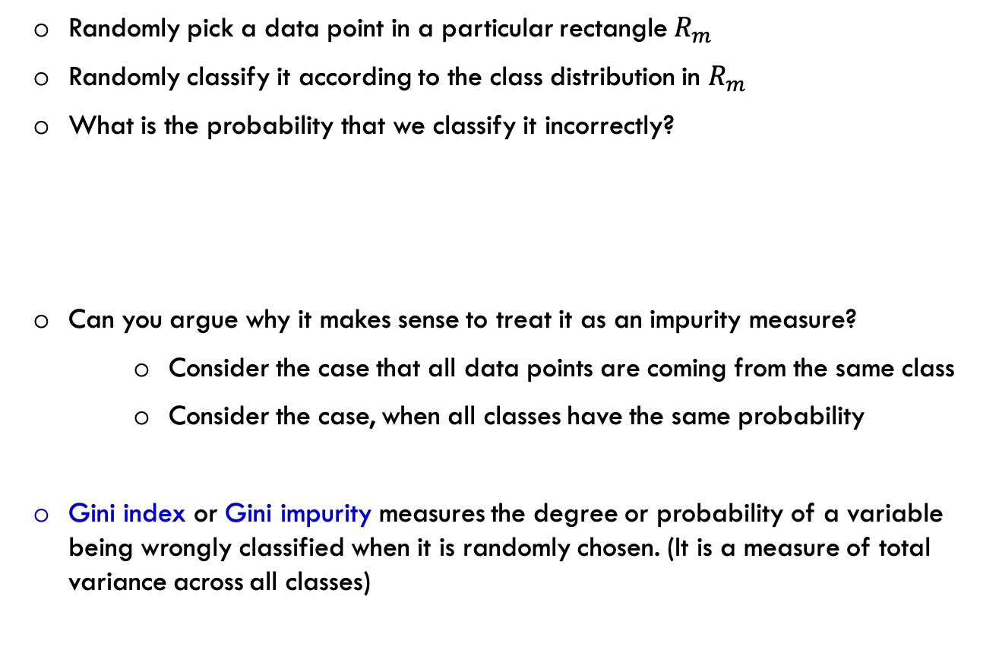 ○ Randomly pick a data point in a particular rectangle Rₘ
○ Randomly classify it according to the class distribution in Rₘ
○ What is the probability that we classify it incorrectly?
○ Can you argue why it makes sense to treat it as an impurity measure?
○ Consider the case that all data points are coming from the same class
○ Consider the case, when all classes have the same probability
○ Gini index or Gini impurity measures the degree or probability of a variable
being wrongly classified when it is randomly chosen. (It is a measure of total
variance across all classes)